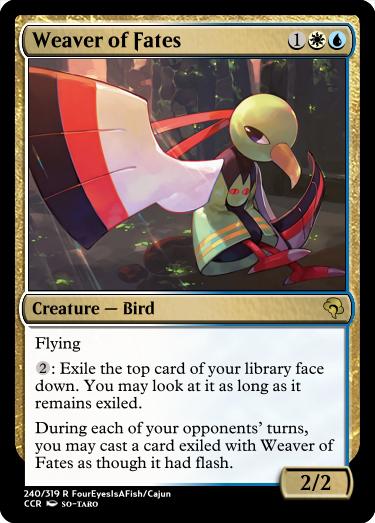 Weaver of Fates 1
Creature — Bird
Flying
2: Exile the top card of your library face
down. You may look at it as long as it
remains exiled.
During each of your opponents' turns,
you may cast a card exiled with Weaver of
Fates as though it had flash.
2/2
240/319 R FourEyesIsAFish/Cajun
CCR SO-TARO